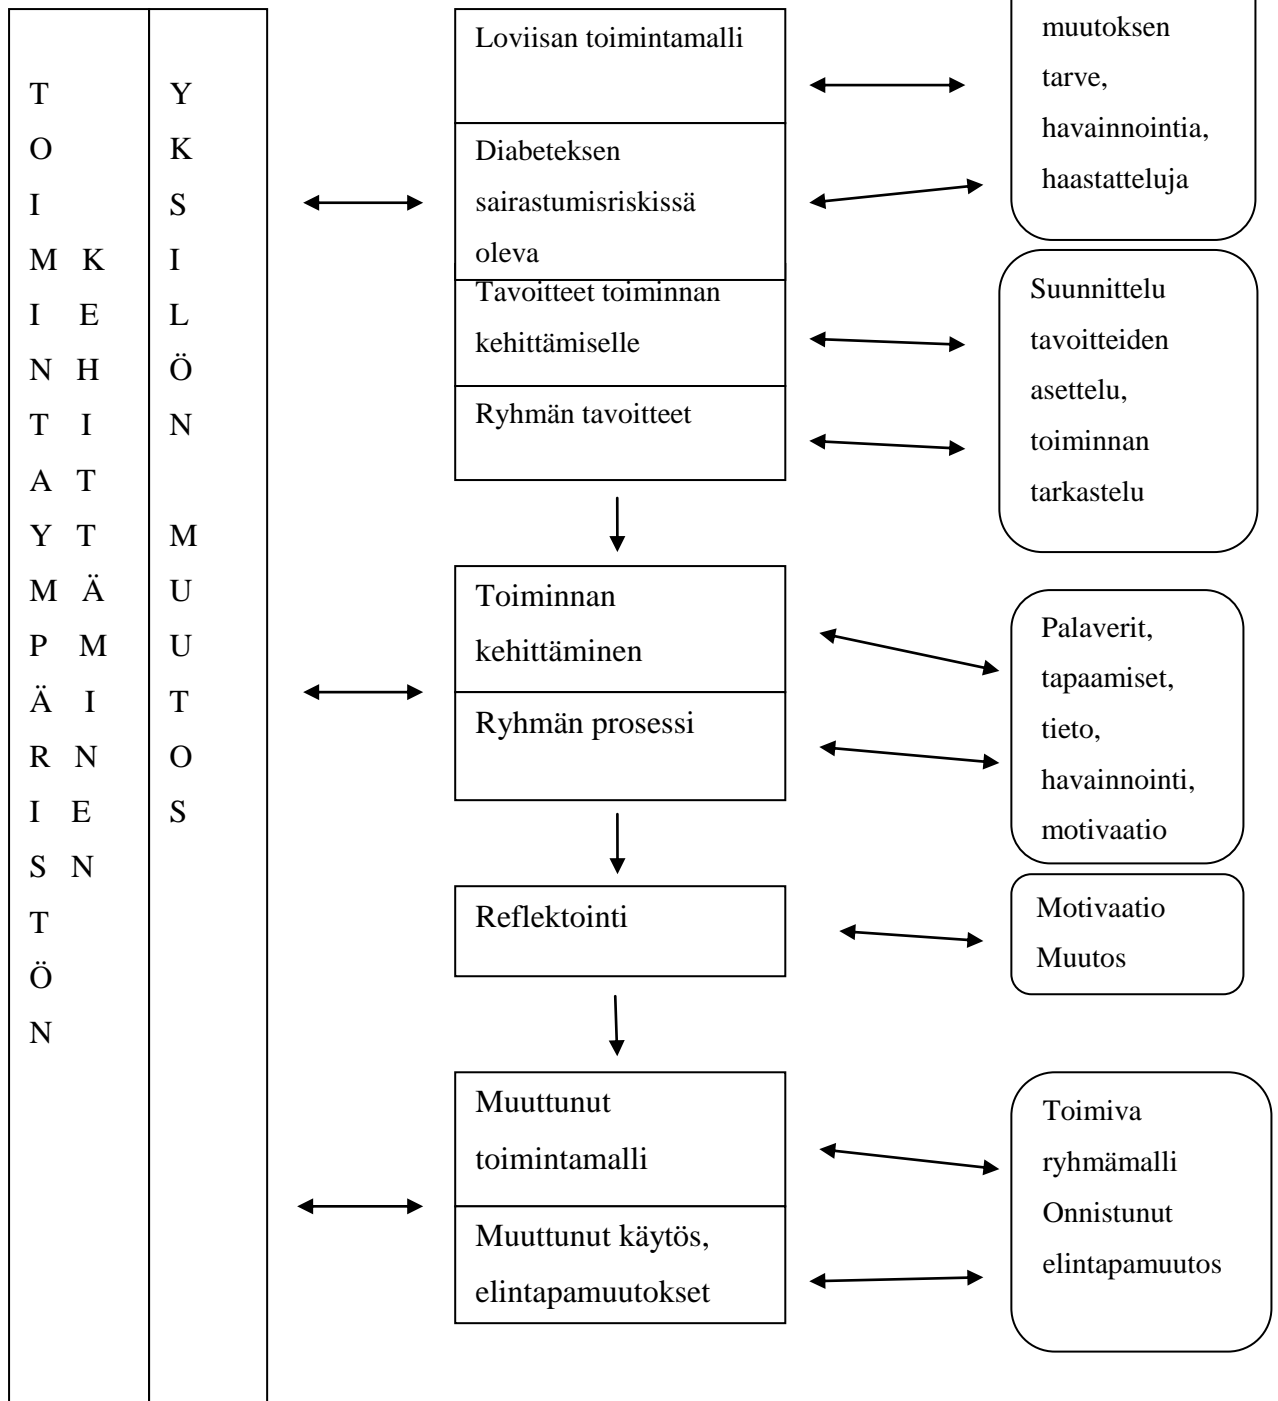 TOIMINTAYMPÄRISTÖN
KEHITTÄMINEN
YKSILÖN MUUTOS
Loviisan toimintamalli
Diabeteksen
sairastumisriskissä
oleva
Tavoitteet toiminnan
kehittämiselle
Ryhmän tavoitteet
Toiminnan
kehittäminen
Ryhmän prosessi
Reflektointi
Muuttunut
toimintamalli
Muuttunut käytös,
elintapamuutokset
muutoksen
tarve,
havainnointia,
haastatteluja
Suunnittelu
tavoitteiden
asettelu,
toiminnan
tarkastelu
Palaverit,
tapaamiset,
tieto,
havainnointi,
motivaatio
Motivaatio
Muutos
Toimiva
ryhmämalli
Onnistunut
elintapamuutos